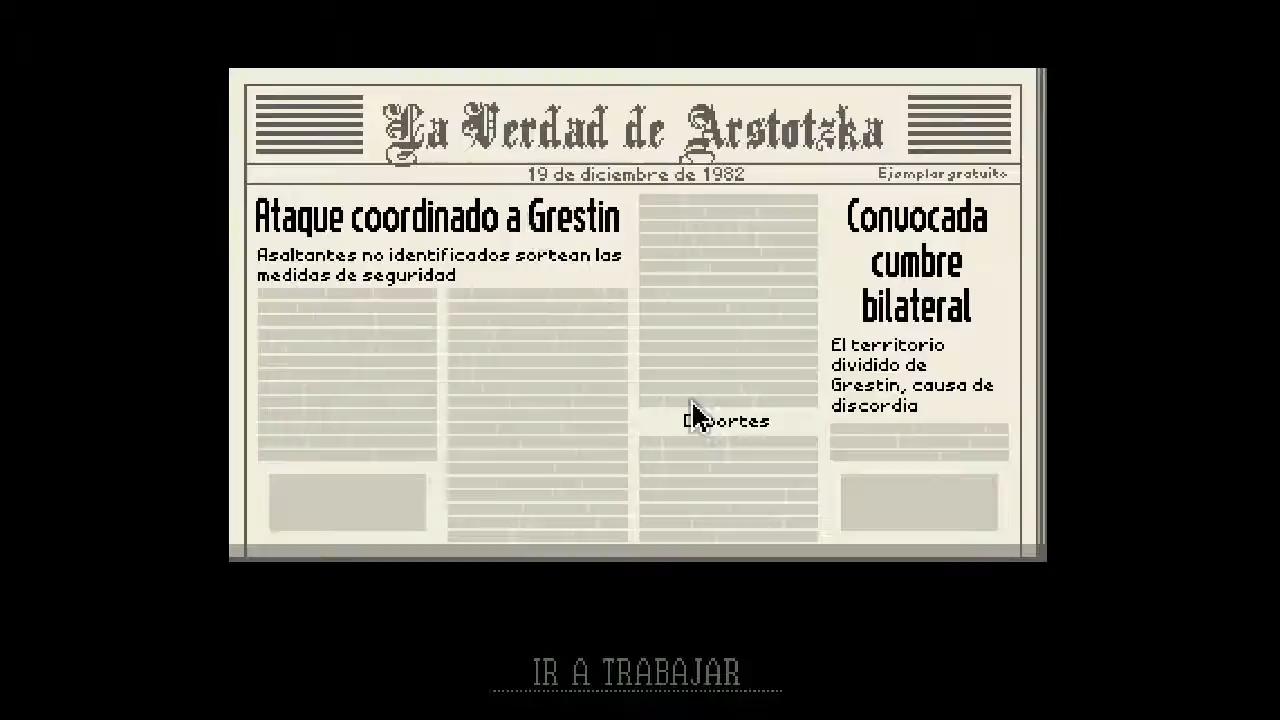 La Verdad de Arstotzka
19 de diciembre de 1982
Ejemplar gratuito
Ataque coordinado a Grestin
Asaltantes no identificados sortean las
medidas de seguridad
Convocada
cumbre
bilateral
El territorio
dividido de
Grestin, causa de
discordia
Deportes
IR A TRABAJAR